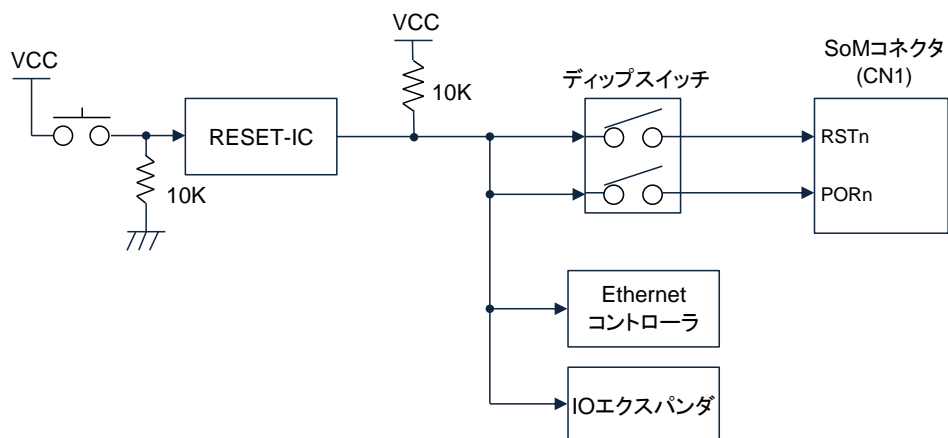 VCC
10K
RESET-IC
VCC
10K
ディップスイッチ
SoMコネクタ
(CN1)
RSTn
PORn
Ethernet
コントローラ
IOエクスパンダ